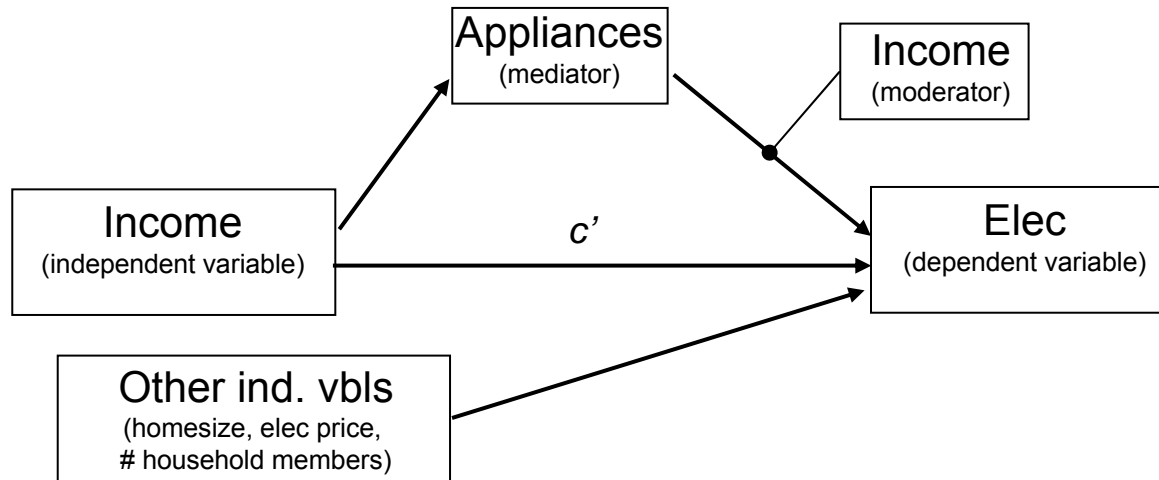 Appliances
(mediator)
Income
(moderator)
Income
(independent variable)
c’
Elec
(dependent variable)
Other ind. vbls
(homesize, elec price,
# household members)